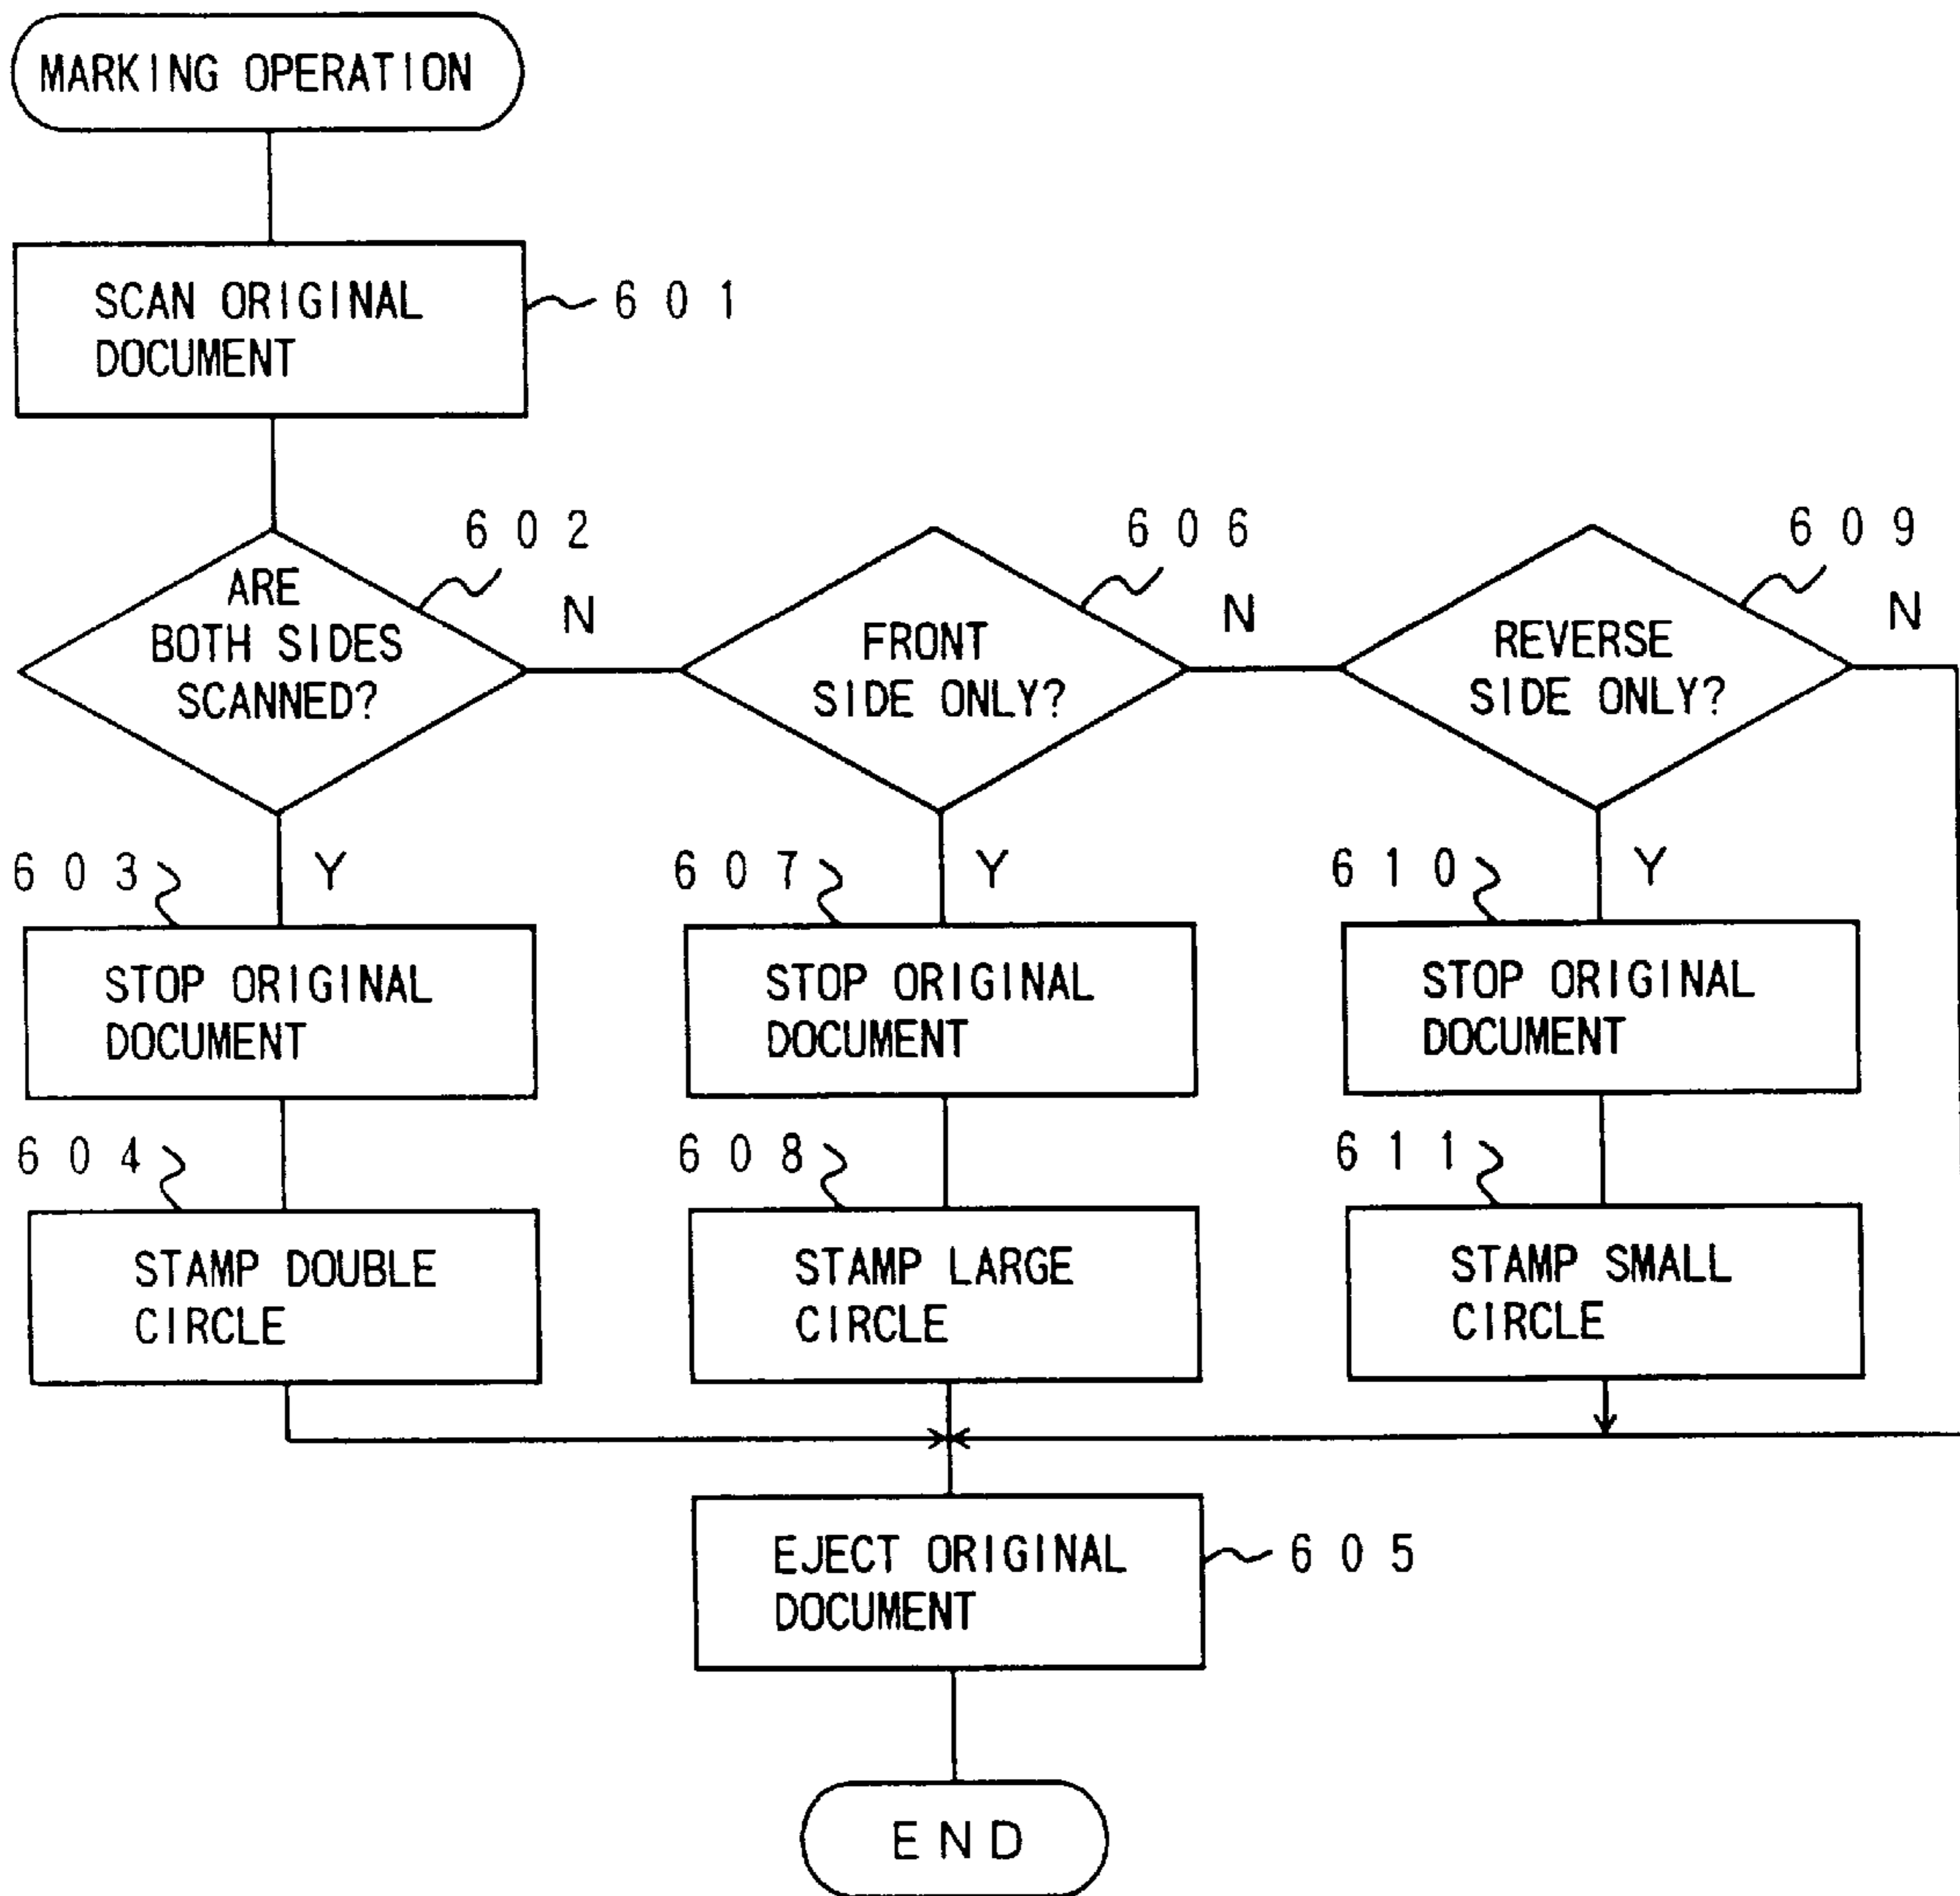 MARKING OPERATION
SCAN ORIGINAL
DOCUMENT
601
ARE
BOTH SIDES
SCANNED?
602
N
FRONT
SIDE ONLY?
606
N
REVERSE
SIDE ONLY?
609
N
603
Y
607
Y
610
Y
STOP ORIGINAL
DOCUMENT
STOP ORIGINAL
DOCUMENT
STOP ORIGINAL
DOCUMENT
604
608
611
STAMP DOUBLE
CIRCLE
STAMP LARGE
CIRCLE
STAMP SMALL
CIRCLE
EJECT ORIGINAL
DOCUMENT
605
END